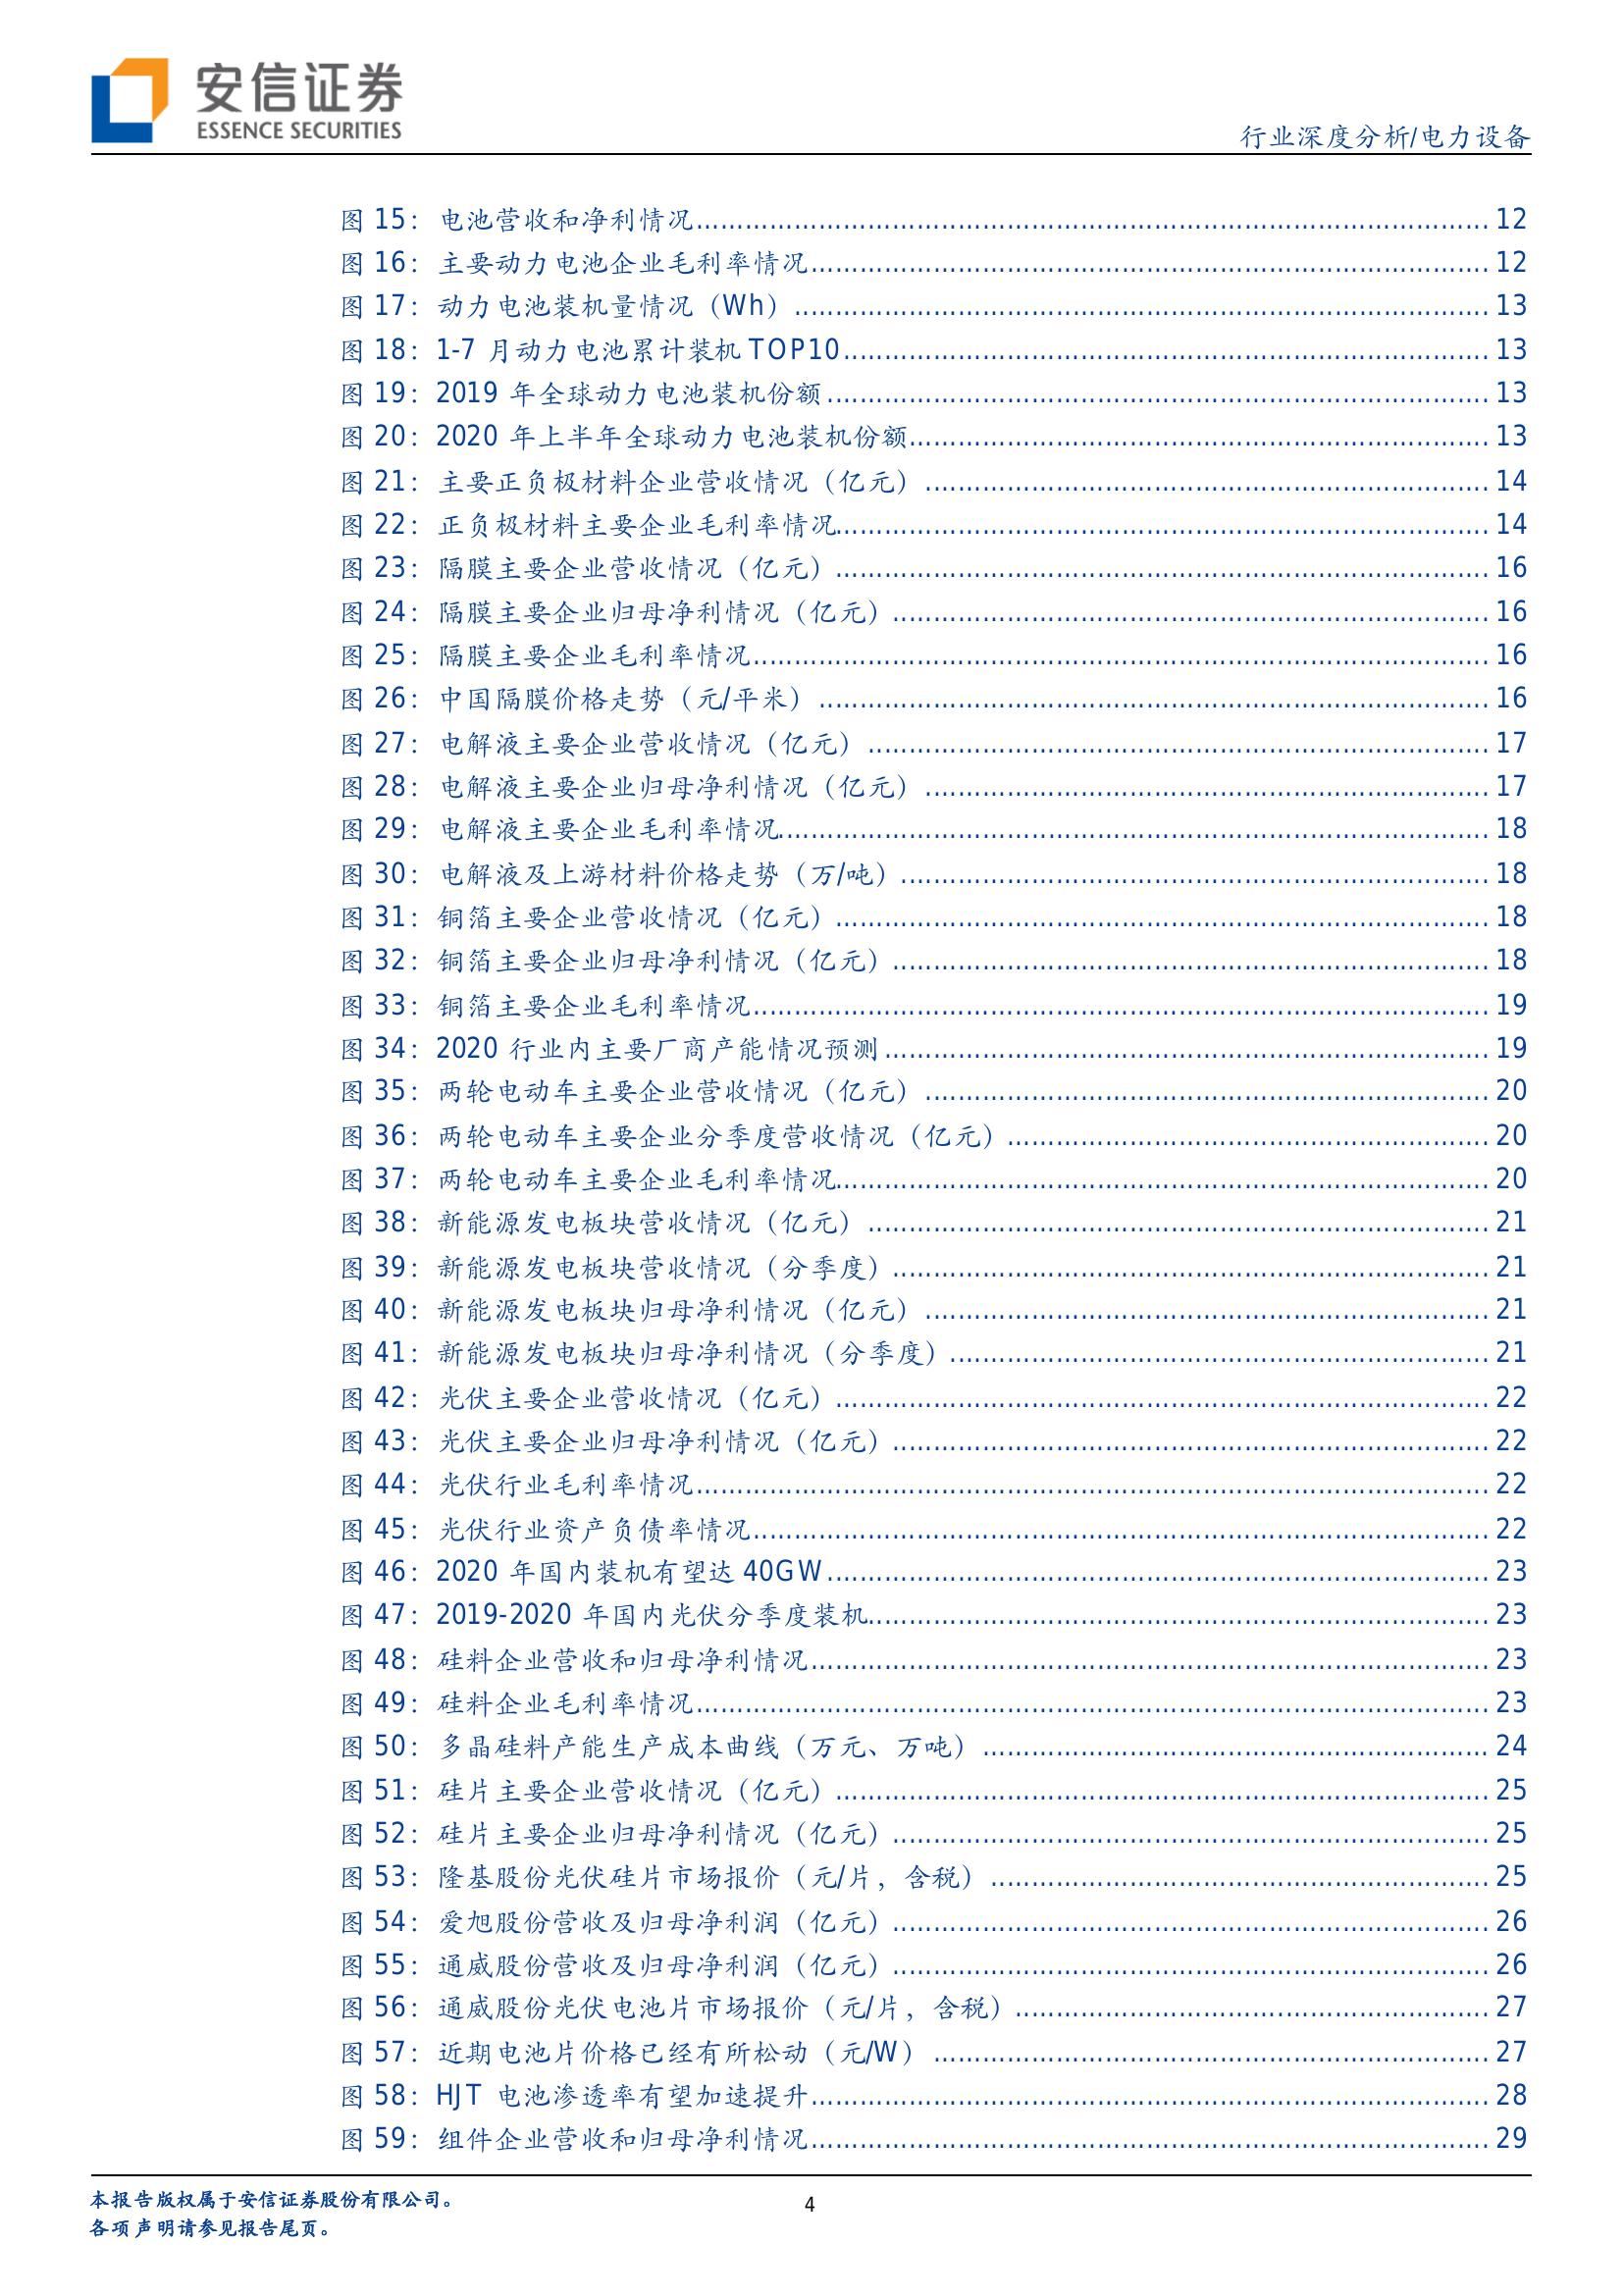 安信证券
ESSENCE SECURITIES
行业深度分析/电力设备
图 15：电池营收和净利情况 12
图 16：主要动力电池企业毛利率情况 12
图 17：动力电池装机量情况（Wh） 13
图 18：1-7 月动力电池累计装机 TOP10 13
图 19：2019 年全球动力电池装机份额 13
图 20：2020 年上半年全球动力电池装机份额 13
图 21：主要正负极材料企业营收情况（亿元） 14
图 22：正负极材料主要企业毛利率情况 14
图 23：隔膜主要企业营收情况（亿元） 16
图 24：隔膜主要企业归母净利情况（亿元） 16
图 25：隔膜主要企业毛利率情况 16
图 26：中国隔膜价格走势（元/平米） 16
图 27：电解液主要企业营收情况（亿元） 17
图 28：电解液主要企业归母净利情况（亿元） 17
图 29：电解液主要企业毛利率情况 18
图 30：电解液及上游材料价格走势（万/吨） 18
图 31：铜箔主要企业营收情况（亿元） 18
图 32：铜箔主要企业归母净利情况（亿元） 18
图 33：铜箔主要企业毛利率情况 19
图 34：2020 行业内主要厂商产能情况预测 19
图 35：两轮电动车主要企业营收情况（亿元） 20
图 36：两轮电动车主要企业分季度营收情况（亿元） 20
图 37：两轮电动车主要企业毛利率情况 20
图 38：新能源发电板块营收情况（亿元） 21
图 39：新能源发电板块营收情况（分季度） 21
图 40：新能源发电板块归母净利情况（亿元） 21
图 41：新能源发电板块归母净利情况（分季度） 21
图 42：光伏主要企业营收情况（亿元） 22
图 43：光伏主要企业归母净利情况（亿元） 22
图 44：光伏行业毛利率情况 22
图 45：光伏行业资产负债率情况 22
图 46：2020 年国内装机有望达 40GW 23
图 47：2019-2020 年国内光伏分季度装机 23
图 48：硅料企业营收和归母净利情况 23
图 49：硅料企业毛利率情况 23
图 50：多晶硅料产能生产成本曲线（万元、万吨） 24
图 51：硅片主要企业营收情况（亿元） 25
图 52：硅片主要企业归母净利情况（亿元） 25
图 53：隆基股份光伏硅片市场报价（元/片，含税） 25
图 54：爱旭股份营收及归母净利润（亿元） 26
图 55：通威股份营收及归母净利润（亿元） 26
图 56：通威股份光伏电池片市场报价（元/片，含税） 27
图 57：近期电池片价格已经有所松动（元/W） 27
图 58：HJT 电池渗透率有望加速提升 28
图 59：组件企业营收和归母净利情况 29
本报告版权属于安信证券股份有限公司。
各项声明请参见报告尾页。
4